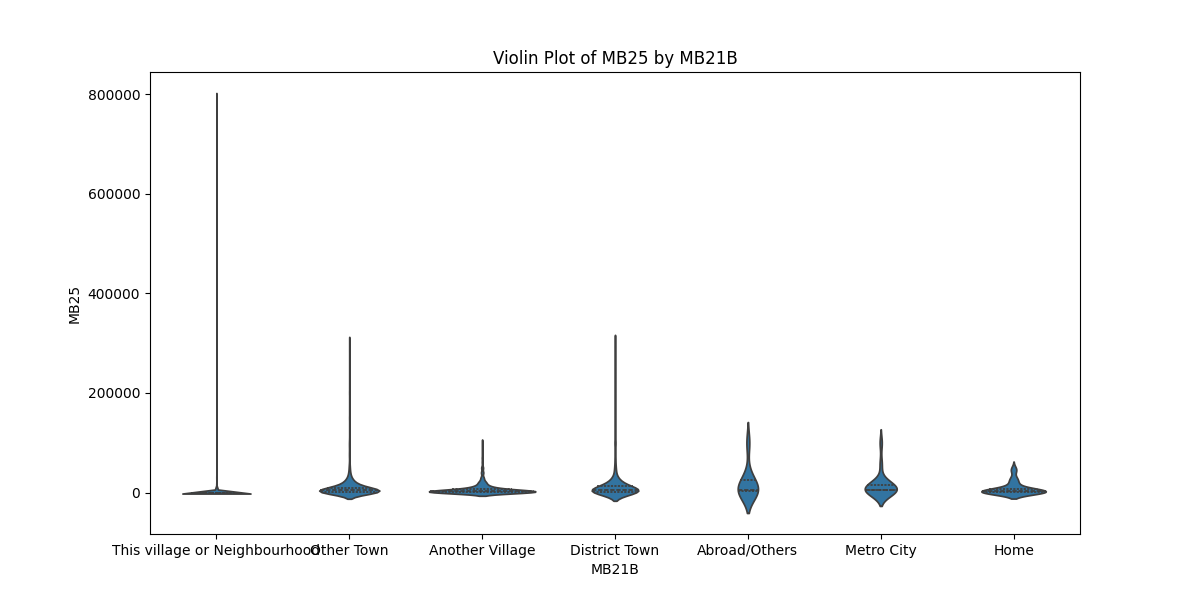 Violin Plot of MB25 by MB21B
800000
600000
400000
200000
0
MB25
This village or Neighbourhood
Other Town
Another Village
District Town
Abroad/Others
Metro City
Home
MB21B